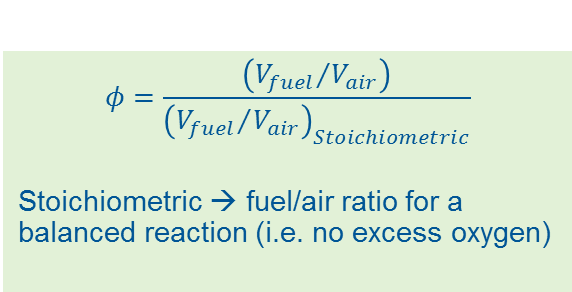 ϕ = (V_fuel/V_air) / (V_fuel/V_air)_Stoichiometric
Stoichiometric → fuel/air ratio for a
balanced reaction (i.e. no excess oxygen)